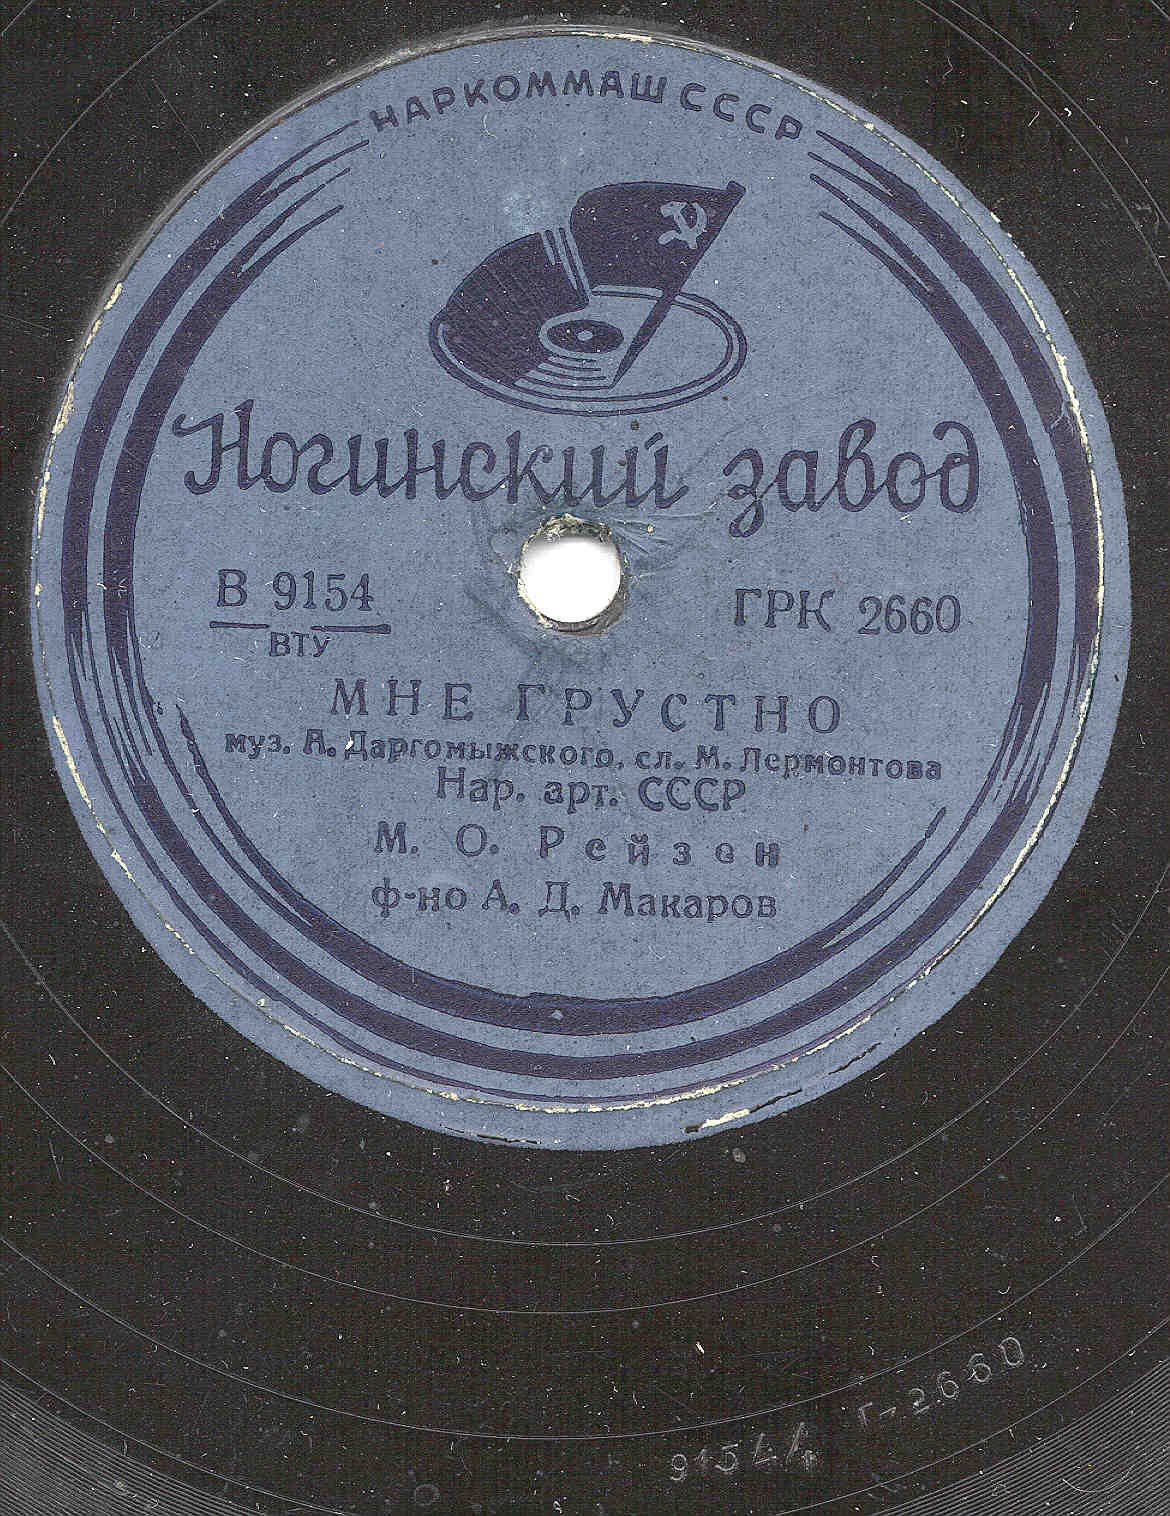 НАРКОММАШ СССР
Ногинский завод
В 9154
ВТУ
ГРК 2660
МНЕ ГРУСТНО
муз. А. Даргомыжского, сл. М. Лермонтова
Нар. арт. СССР
М. О. Рейзен
ф-но А. Д. Макаров
9154 Г-2660